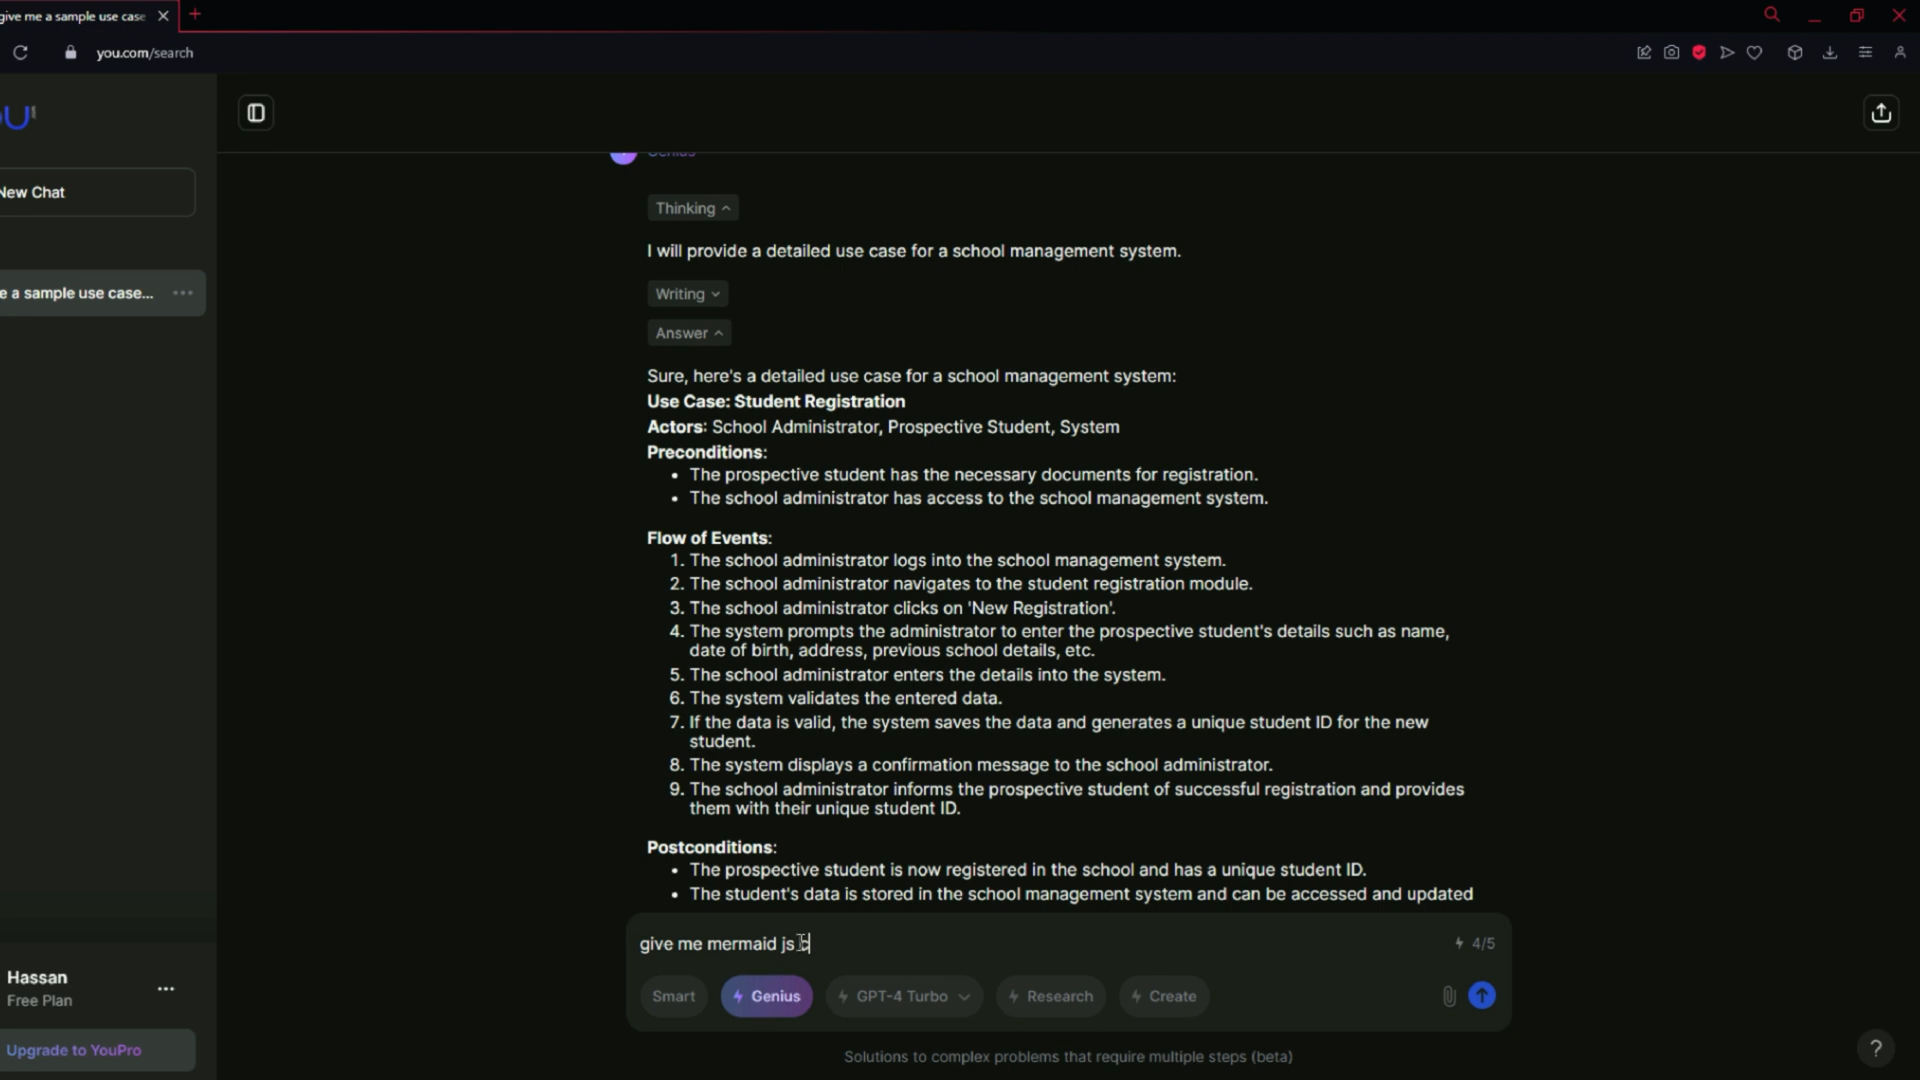 give me a sample use case
you.com/search
New Chat
e a sample use case...
Genius
Thinking
I will provide a detailed use case for a school management system.
Writing
Answer
Sure, here's a detailed use case for a school management system:
Use Case: Student Registration
Actors: School Administrator, Prospective Student, System
Preconditions:
• The prospective student has the necessary documents for registration.
• The school administrator has access to the school management system.
Flow of Events:
1. The school administrator logs into the school management system.
2. The school administrator navigates to the student registration module.
3. The school administrator clicks on 'New Registration'.
4. The system prompts the administrator to enter the prospective student's details such as name,
date of birth, address, previous school details, etc.
5. The school administrator enters the details into the system.
6. The system validates the entered data.
7. If the data is valid, the system saves the data and generates a unique student ID for the new
student.
8. The system displays a confirmation message to the school administrator.
9. The school administrator informs the prospective student of successful registration and provides
them with their unique student ID.
Postconditions:
• The prospective student is now registered in the school and has a unique student ID.
• The student's data is stored in the school management system and can be accessed and updated
give me mermaid js c
4/5
Smart
Genius
GPT-4 Turbo
Research
Create
Solutions to complex problems that require multiple steps (beta)
Hassan
Free Plan
Upgrade to YouPro
?